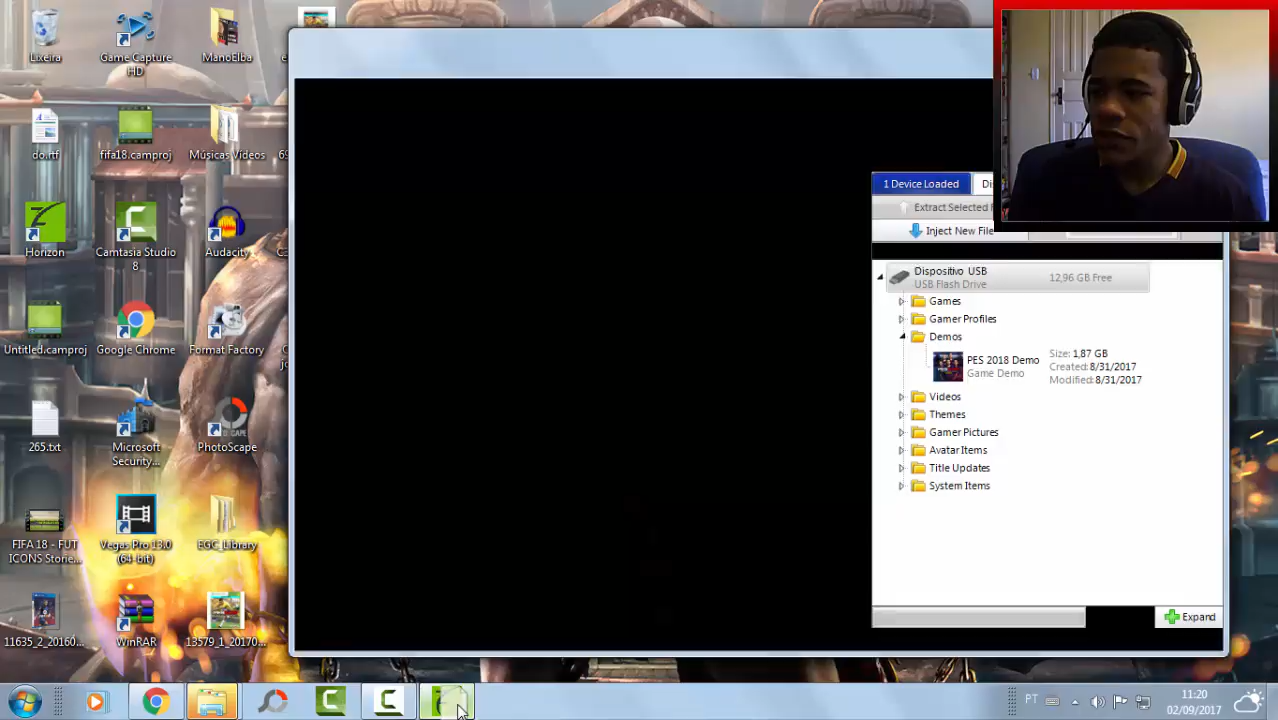 Lixeira
Game Capture
HD
ManoElba
do.rtf
fifa18.camproj
Músicas Vídeos
Horizon
Camtasia Studio
8
Audacity
Untitled.camproj
Google Chrome
Format Factory
265.txt
Microsoft
Security...
PhotoScape
FIFA 18 - FUT
ICONS Storie...
Vegas Pro 13.0
(64-bit)
EGC_Library
11635_2_20160...
WinRAR
13579_1_20170...
1 Device Loaded
Extract Selected F
Inject New File
Dispositivo USB
USB Flash Drive
12,96 GB Free
Games
Gamer Profiles
Demos
PES 2018 Demo
Game Demo
Size: 1,87 GB
Created: 8/31/2017
Modified: 8/31/2017
Videos
Themes
Gamer Pictures
Avatar Items
Title Updates
System Items
Expand
PT
11:20
02/09/2017